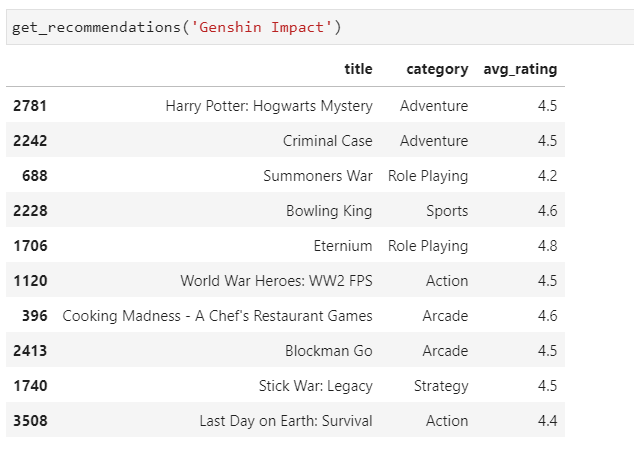 get_recommendations('Genshin Impact')
title category avg_rating
2781 Harry Potter: Hogwarts Mystery Adventure 4.5
2242 Criminal Case Adventure 4.5
688 Summoners War Role Playing 4.2
2228 Bowling King Sports 4.6
1706 Eternium Role Playing 4.8
1120 World War Heroes: WW2 FPS Action 4.5
396 Cooking Madness - A Chef's Restaurant Games Arcade 4.6
2413 Blockman Go Arcade 4.5
1740 Stick War: Legacy Strategy 4.5
3508 Last Day on Earth: Survival Action 4.4